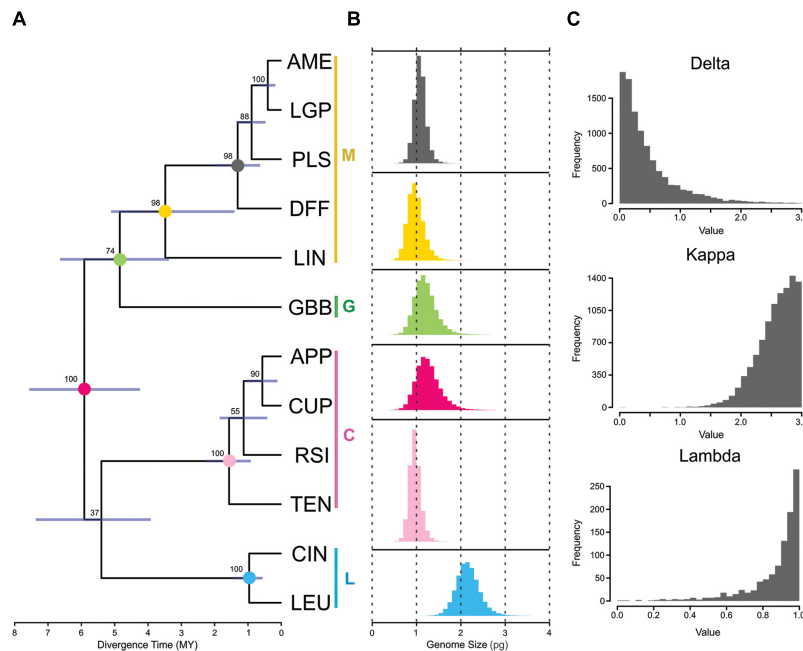 A
B
C
AME
LGP
PLS
DFF
LIN
GBB
APP
CUP
RSI
TEN
CIN
LEU
M
G
C
L
100
88
98
98
74
100
90
55
100
37
100
8 7 6 5 4 3 2 1 0
Divergence Time (MY)
0 1 2 3 4
Genome Size (pg)
Delta
Frequency
1500
1000
500
0
0.0 1.0 2.0 3.
Value
Kappa
Frequency
1400
1050
700
350
0
0.0 1.0 2.0 3.
Value
Lambda
Frequency
250
200
150
100
50
0
0.0 0.2 0.4 0.6 0.8 1.0
Value